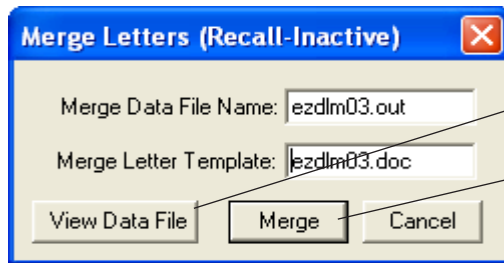 Merge Letters (Recall-Inactive)
Merge Data File Name: ezdlm03.out
Merge Letter Template: ezdlm03.doc
View Data File Merge Cancel